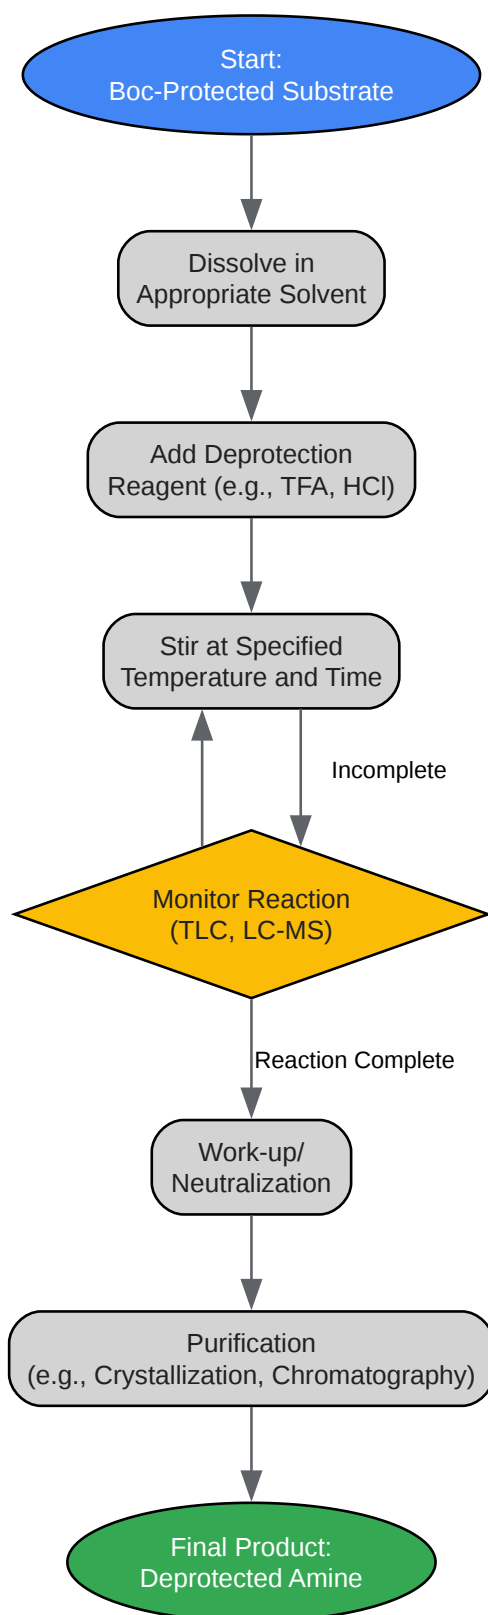 Start:
Boc-Protected Substrate
Dissolve in
Appropriate Solvent
Add Deprotection
Reagent (e.g., TFA, HCl)
Stir at Specified
Temperature and Time
Incomplete
Monitor Reaction
(TLC, LC-MS)
Reaction Complete
Work-up/
Neutralization
Purification
(e.g., Crystallization, Chromatography)
Final Product:
Deprotected Amine